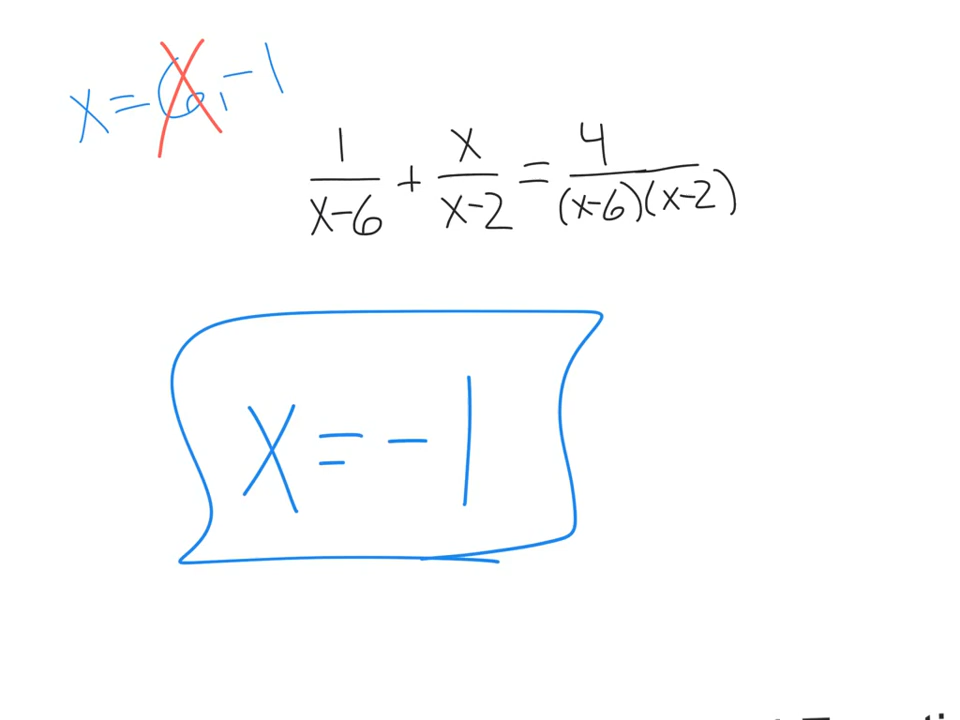 x = 6, -1
1/(x-6) + x/(x-2) = 4/((x-6)(x-2))
x = -1